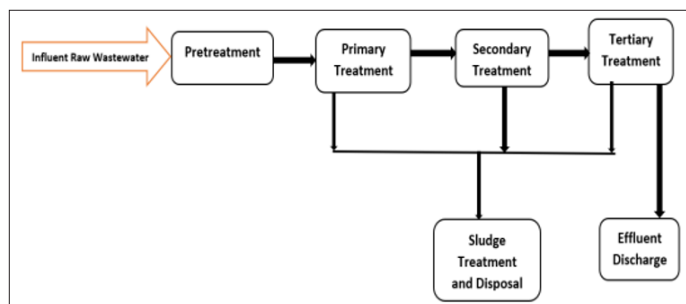 Influent Raw Wastewater
Pretreatment
Primary
Treatment
Secondary
Treatment
Tertiary
Treatment
Sludge
Treatment
and Disposal
Effluent
Discharge